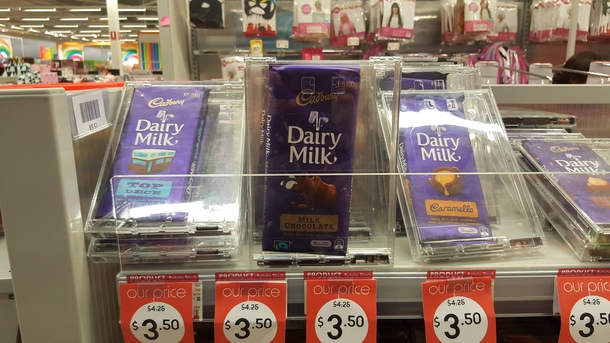 Cadbury
Dairy
Milk
TOP
DECK
Cadbury
Dairy
Milk
MILK
CHOCOLATE
Dairy Milk
Dairy
Milk
Caramello
Cadbury
Dairy
Milk
PRODUCT
our price
$4.25
$3.50
PRODUCT
our price
$4.25
$3.50
PRODUCT
our price
$4.25
$3.50
PRODUCT
our price
$4.25
$3.50
PRODUCT
our price
$4.25
$3.50